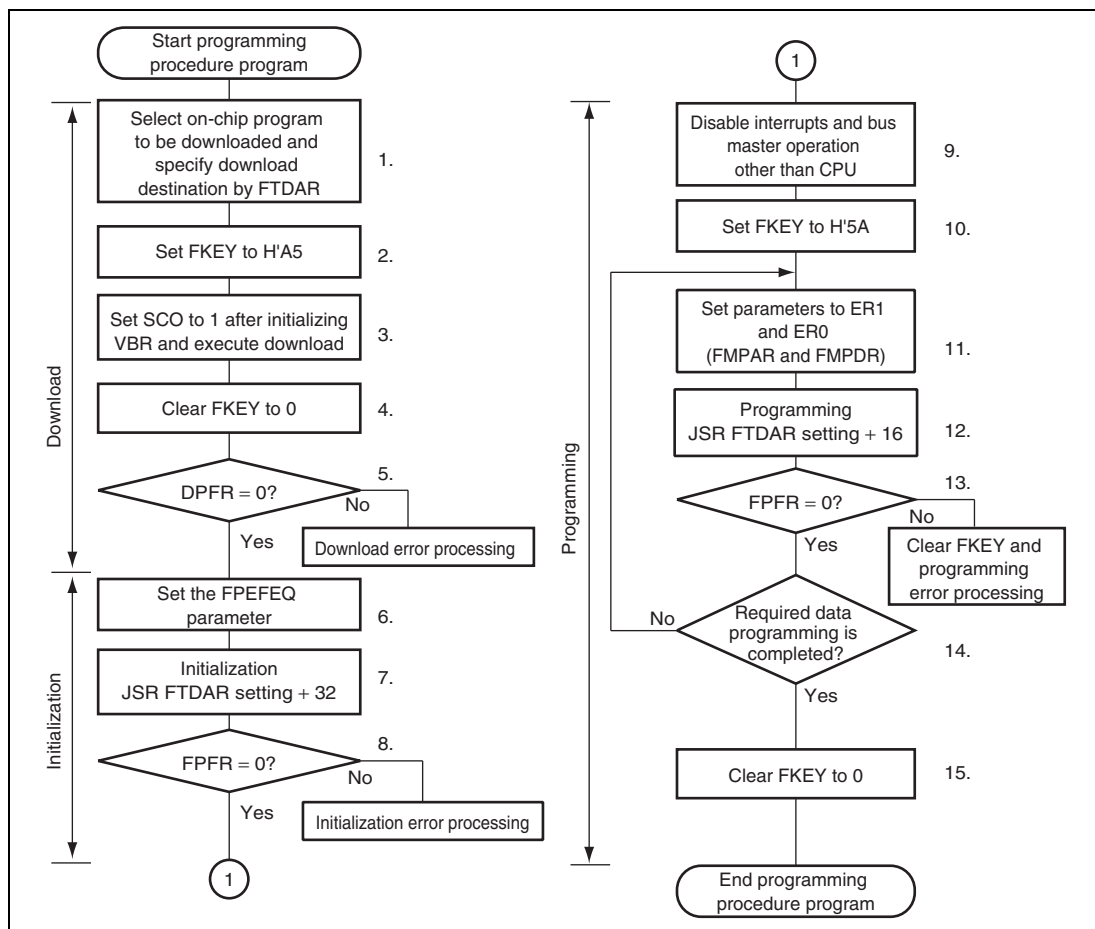 Start programming
procedure program
Download
Select on-chip program
to be downloaded and
specify download
destination by FTDAR
1.
Set FKEY to H'A5
2.
Set SCO to 1 after initializing
VBR and execute download
3.
Clear FKEY to 0
4.
DPFR = 0?
5.
No
Yes
Download error processing
Initialization
Set the FPEFEQ
parameter
6.
Initialization
JSR FTDAR setting + 32
7.
FPFR = 0?
8.
No
Yes
Initialization error processing
1
1
Programming
Disable interrupts and bus
master operation
other than CPU
9.
Set FKEY to H'5A
10.
Set parameters to ER1
and ER0
(FMPAR and FMPDR)
11.
Programming
JSR FTDAR setting + 16
12.
FPFR = 0?
13.
No
Yes
Clear FKEY and
programming
error processing
Required data
programming is
completed?
No
14.
Yes
Clear FKEY to 0
15.
End programming
procedure program